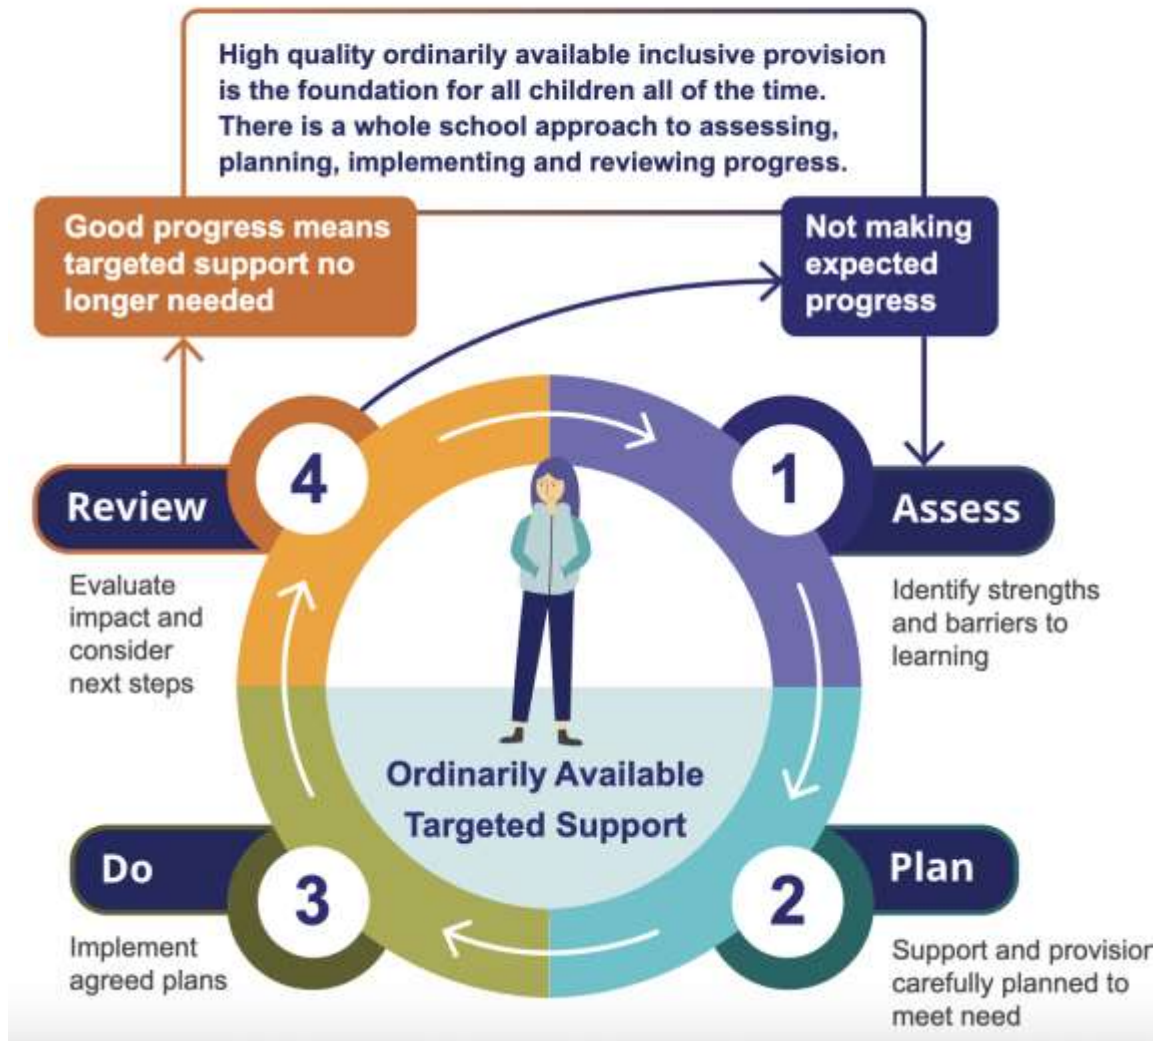 High quality ordinarily available inclusive provision
is the foundation for all children all of the time.
There is a whole school approach to assessing,
planning, implementing and reviewing progress.
Good progress means
targeted support no
longer needed
Not making
expected
progress
1
Assess
Identify strengths
and barriers to
learning
2
Plan
Support and provision
carefully planned to
meet need
3
Do
Implement
agreed plans
4
Review
Evaluate
impact and
consider
next steps
Ordinarily Available
Targeted Support